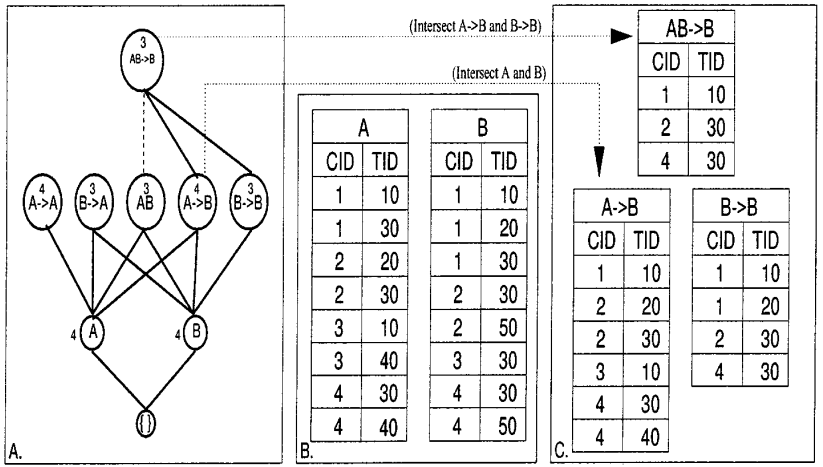 3
AB->B
4
A->A
3
B->A
3
AB
4
A->B
3
B->B
4 A
4 B
{}
A.
(Intersect A->B and B->B)
(Intersect A and B)
A
CID TID
1 10
1 30
2 20
2 30
3 10
3 40
4 30
4 40
B
CID TID
1 10
1 20
1 30
2 30
2 50
3 30
4 30
4 50
B.
AB->B
CID TID
1 10
2 30
4 30
A->B
CID TID
1 10
2 20
2 30
3 10
4 30
4 40
B->B
CID TID
1 10
1 20
2 30
4 30
C.